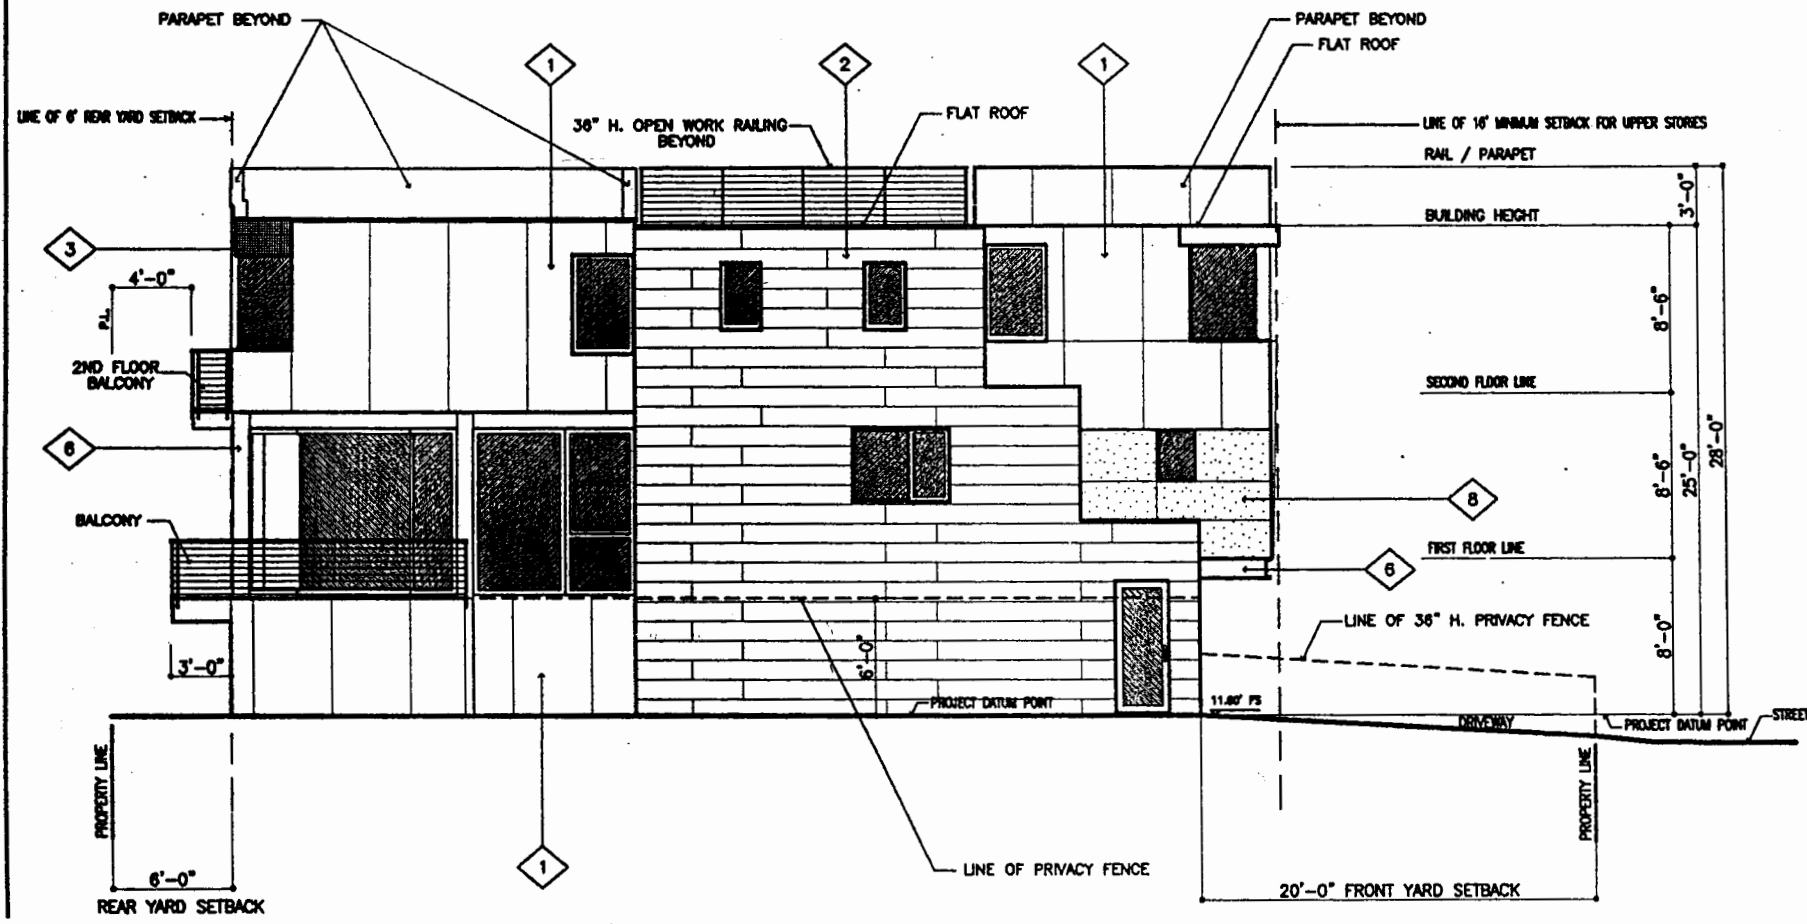 PARAPET BEYOND
PARAPET BEYOND
FLAT ROOF
1
2
1
LINE OF 6' REAR YARD SETBACK
36" H. OPEN WORK RAILING
BEYOND
FLAT ROOF
LINE OF 16' MINIMUM SETBACK FOR UPPER STORIES
RAIL / PARAPET
3'-0"
BUILDING HEIGHT
3
4'-0"
P.L.
8'-6"
2ND FLOOR
BALCONY
SECOND FLOOR LINE
6
8'-6"
25'-0"
28'-0"
8
BALCONY
FIRST FLOOR LINE
6
LINE OF 36" H. PRIVACY FENCE
8'-0"
6'-0"
3'-0"
PROJECT DATUM POINT
11.60' FS
DRIVEWAY
PROJECT DATUM POINT
STREET
PROPERTY LINE
PROPERTY LINE
1
LINE OF PRIVACY FENCE
6'-0"
REAR YARD SETBACK
20'-0" FRONT YARD SETBACK